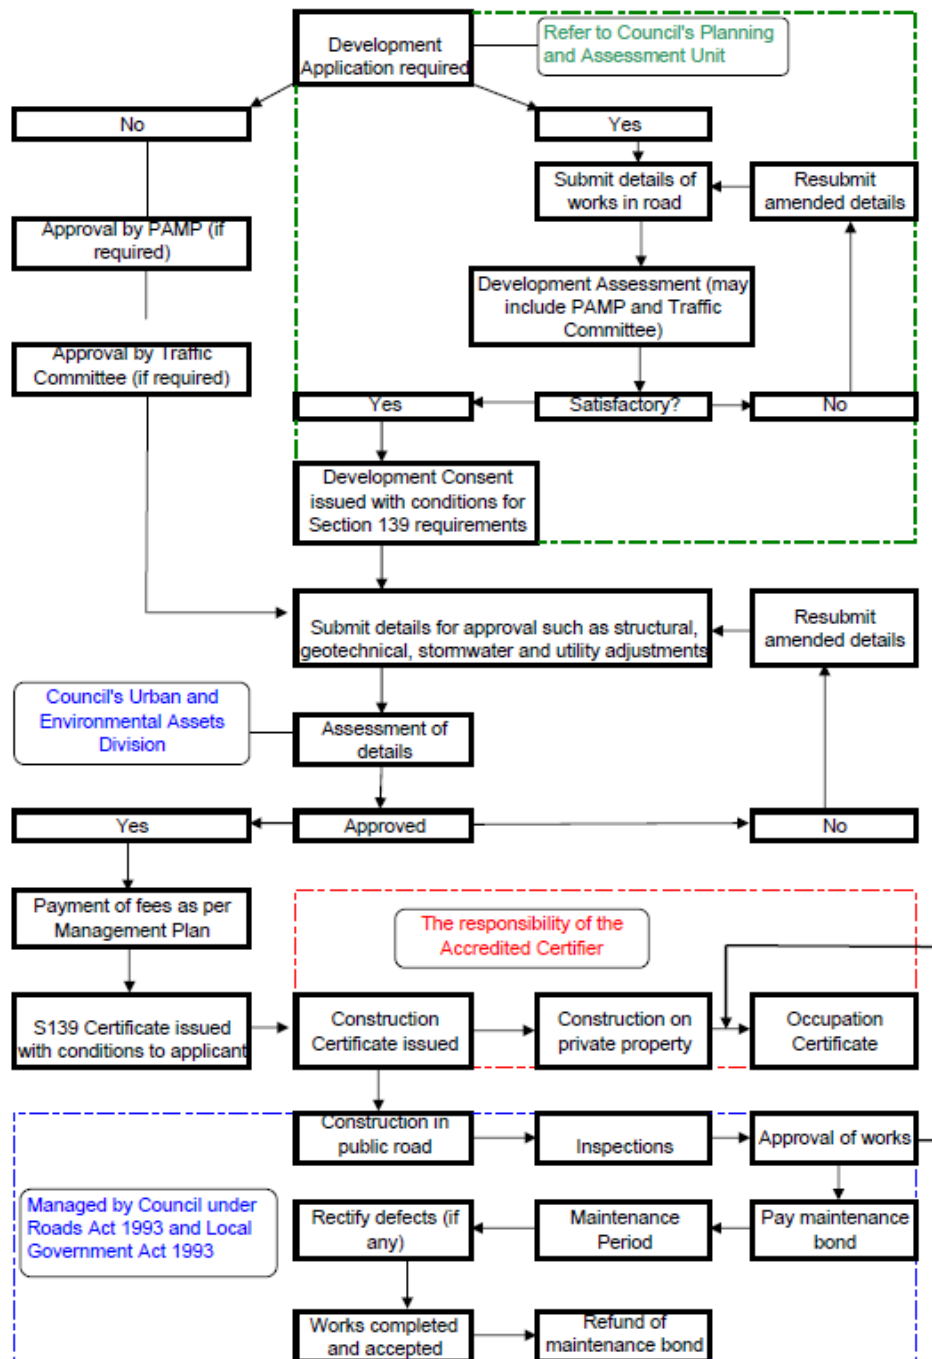 Development
Application required
Refer to Council's Planning
and Assessment Unit
No
Yes
Submit details of
works in road
Resubmit
amended details
Approval by PAMP (if
required)
Development Assessment (may
include PAMP and Traffic
Committee)
Approval by Traffic
Committee (if required)
Yes
Satisfactory?
No
Development Consent
issued with conditions for
Section 139 requirements
Submit details for approval such as structural,
geotechnical, stormwater and utility adjustments
Resubmit
amended details
Council's Urban and
Environmental Assets
Division
Assessment of
details
Yes
Approved
No
Payment of fees as per
Management Plan
The responsibility of the
Accredited Certifier
S139 Certificate issued
with conditions to applicant
Construction
Certificate issued
Construction on
private property
Occupation
Certificate
Construction in
public road
Inspections
Approval of works
Managed by Council under
Roads Act 1993 and Local
Government Act 1993
Rectify defects (if
any)
Maintenance
Period
Pay maintenance
bond
Works completed
and accepted
Refund of
maintenance bond